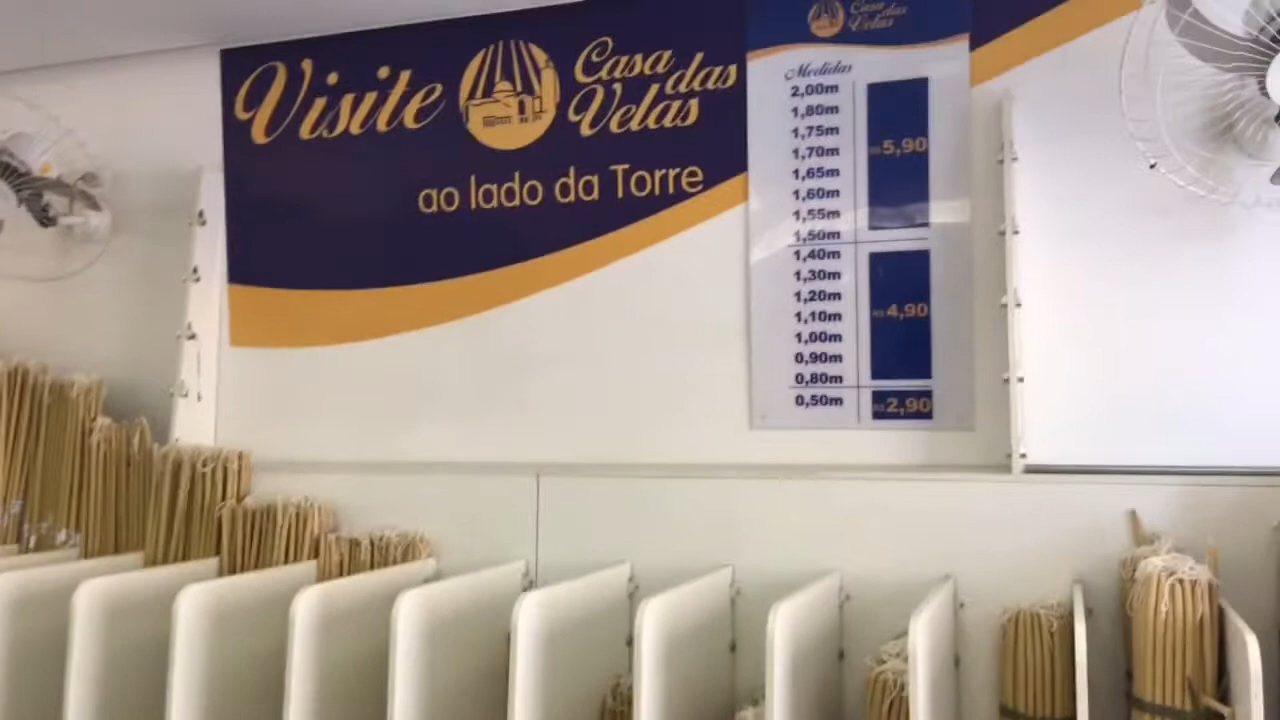 Visite
Casa das
Velas
ao lado da Torre
Casa das
Velas
Medidas
2,00m
1,80m
1,75m
1,70m
1,65m
1,60m
1,55m
1,50m
R$ 5,90
1,40m
1,30m
1,20m
1,10m
1,00m
0,90m
0,80m
R$ 4,90
0,50m
R$ 2,90